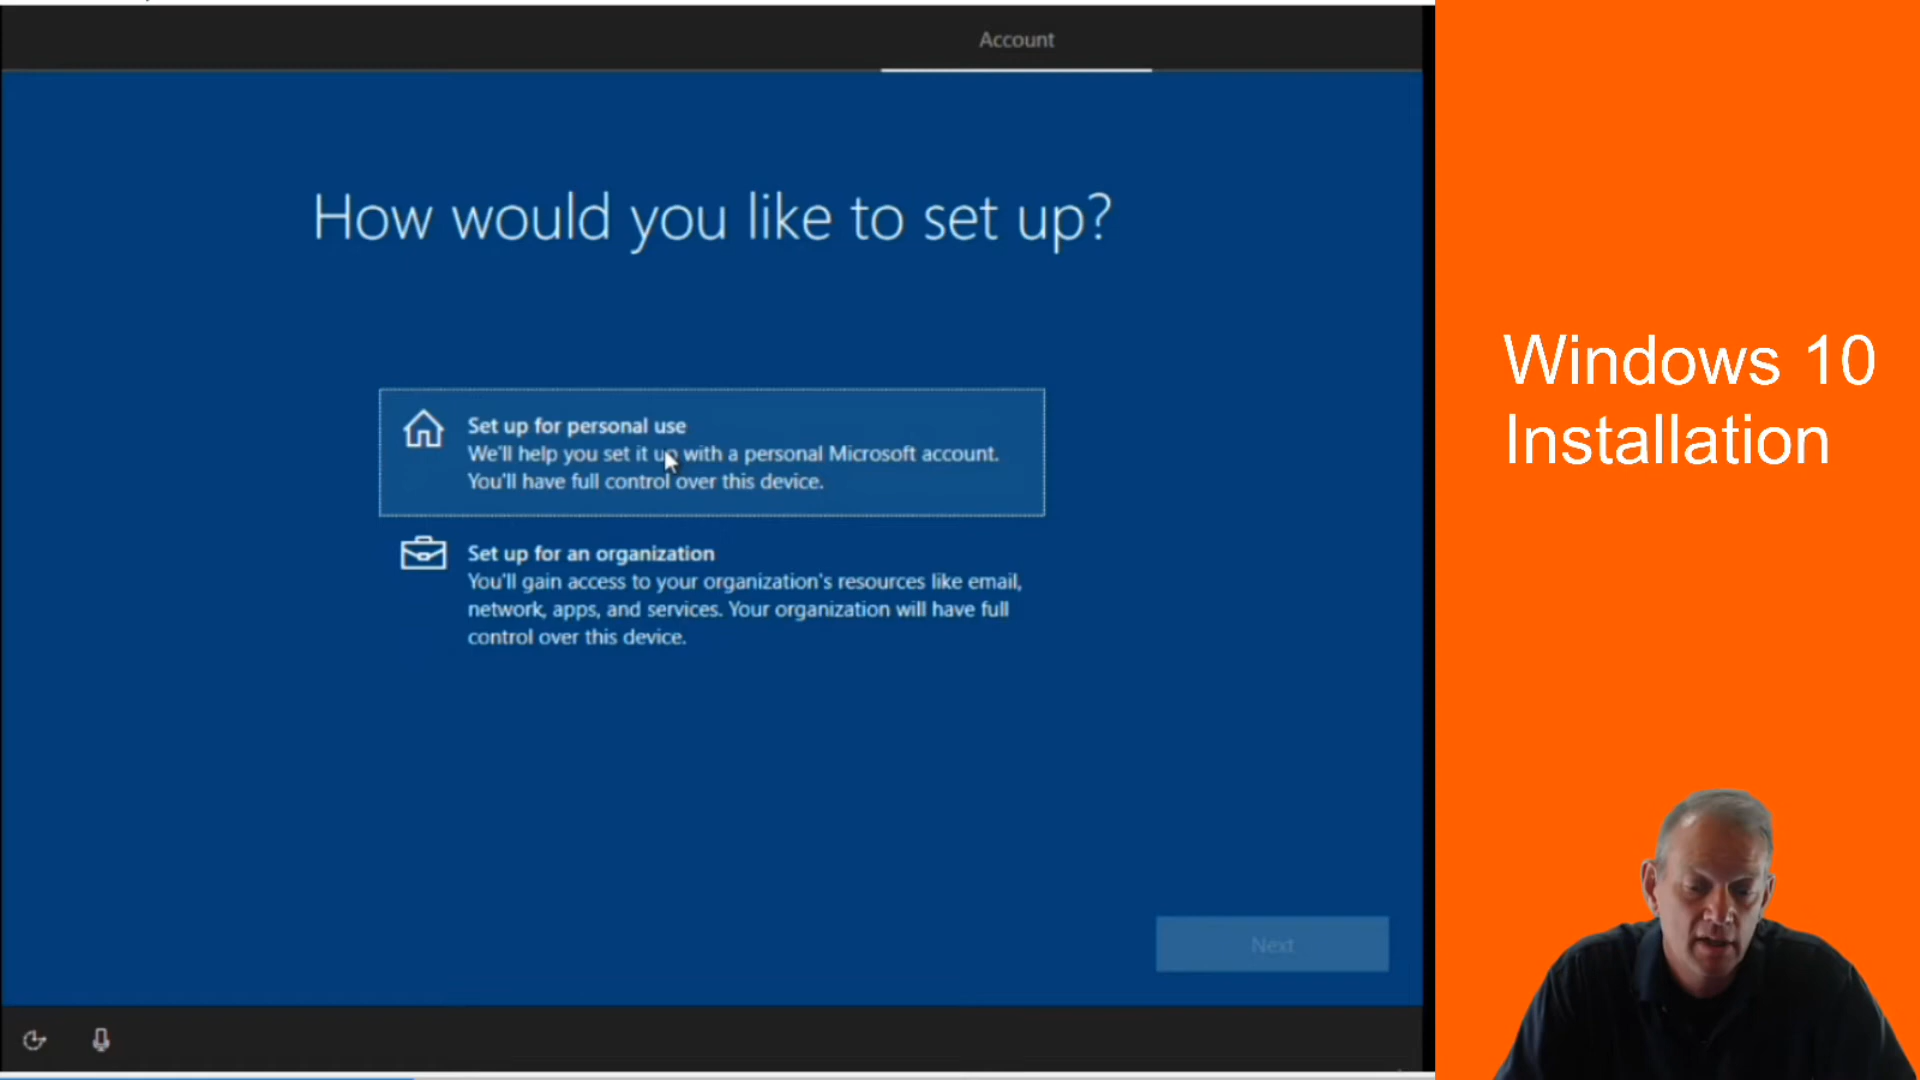 Account
How would you like to set up?
Set up for personal use
We'll help you set it up with a personal Microsoft account.
You'll have full control over this device.
Set up for an organization
You'll gain access to your organization's resources like email,
network, apps, and services. Your organization will have full
control over this device.
Next
Windows 10
Installation